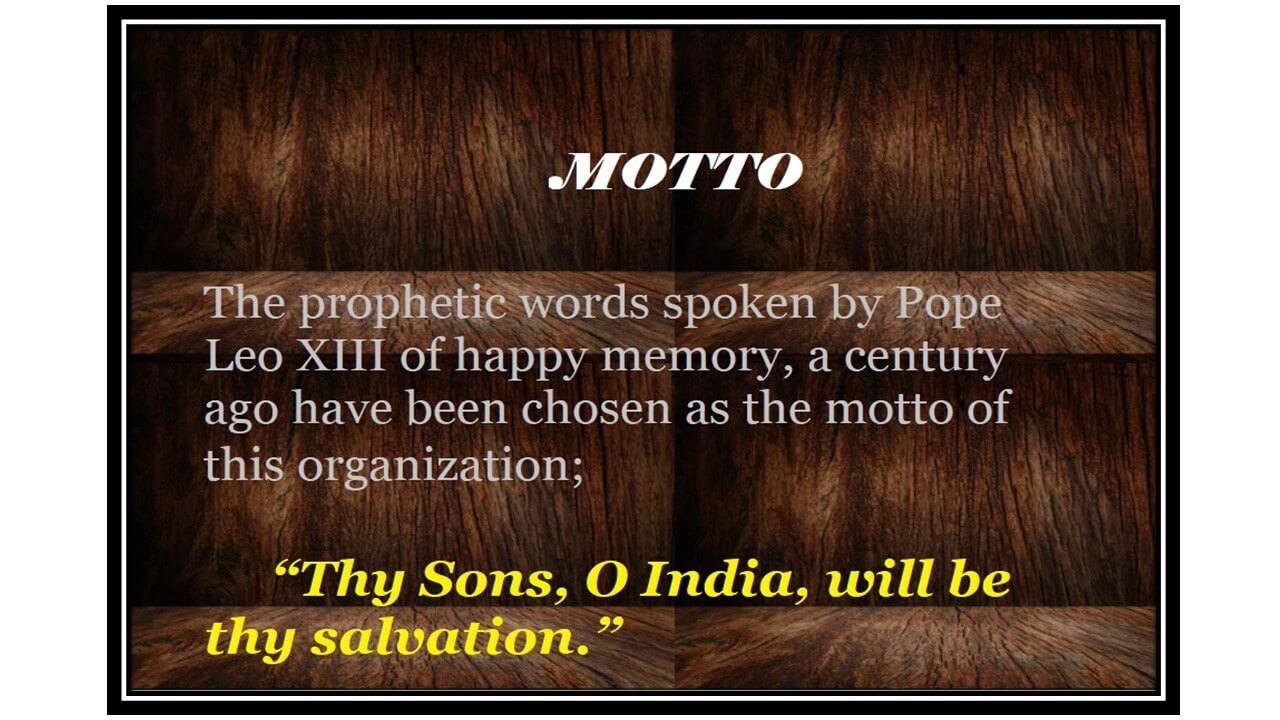 MOTTO
The prophetic words spoken by Pope
Leo XIII of happy memory, a century
ago have been chosen as the motto of
this organization;
“Thy Sons, O India, will be
thy salvation.”